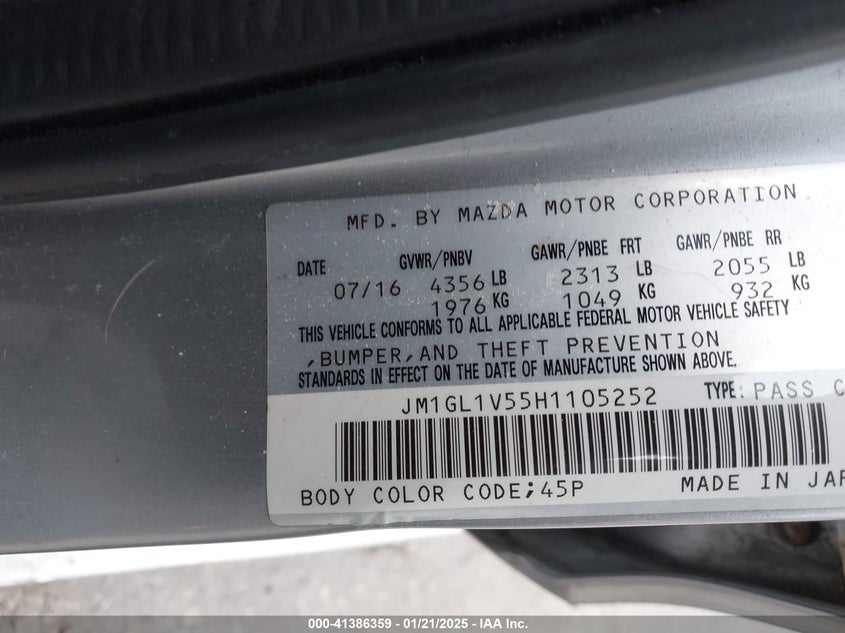 MFD. BY MAZDA MOTOR CORPORATION
DATE GVWR/PNBV GAWR/PNBE FRT GAWR/PNBE RR
07/16 4356 LB 2313 LB 2055 LB
1976 KG 1049 KG 932 KG
THIS VEHICLE CONFORMS TO ALL APPLICABLE FEDERAL MOTOR VEHICLE SAFETY
,BUMPER,AND THEFT PREVENTION
STANDARDS IN EFFECT ON THE DATE OF MANUFACTURE SHOWN ABOVE.
JM1GL1V55H1105252 TYPE: PASS C
BODY COLOR CODE;45P MADE IN JAP
000-41386359 | 01/21/2025 | IAA Inc.